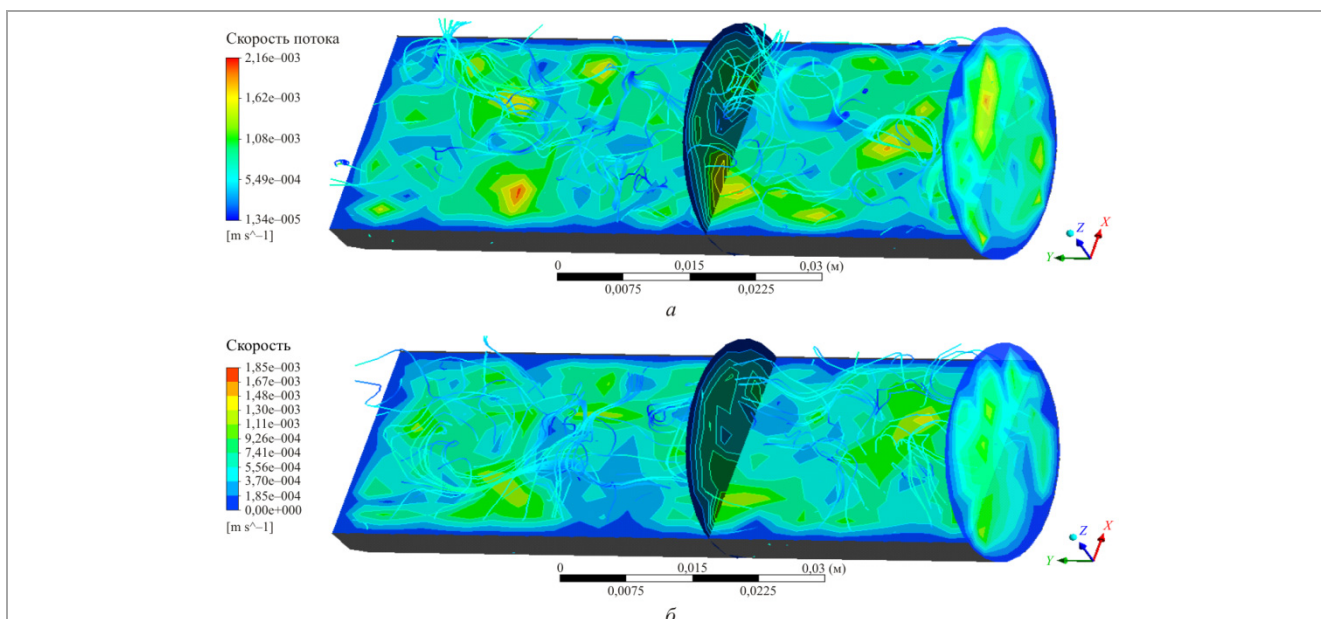 Скорость потока
2,16e–003
1,62e–003
1,08e–003
5,49e–004
1,34e–005
[m s^–1]
Z X
Y
0 0,015 0,03 (м)
0,0075 0,0225
а
Скорость
1,85e–003
1,67e–003
1,48e–003
1,30e–003
1,11e–003
9,26e–004
7,41e–004
5,56e–004
3,70e–004
1,85e–004
0,00e+000
[m s^–1]
Z X
Y
0 0,015 0,03 (м)
0,0075 0,0225
б